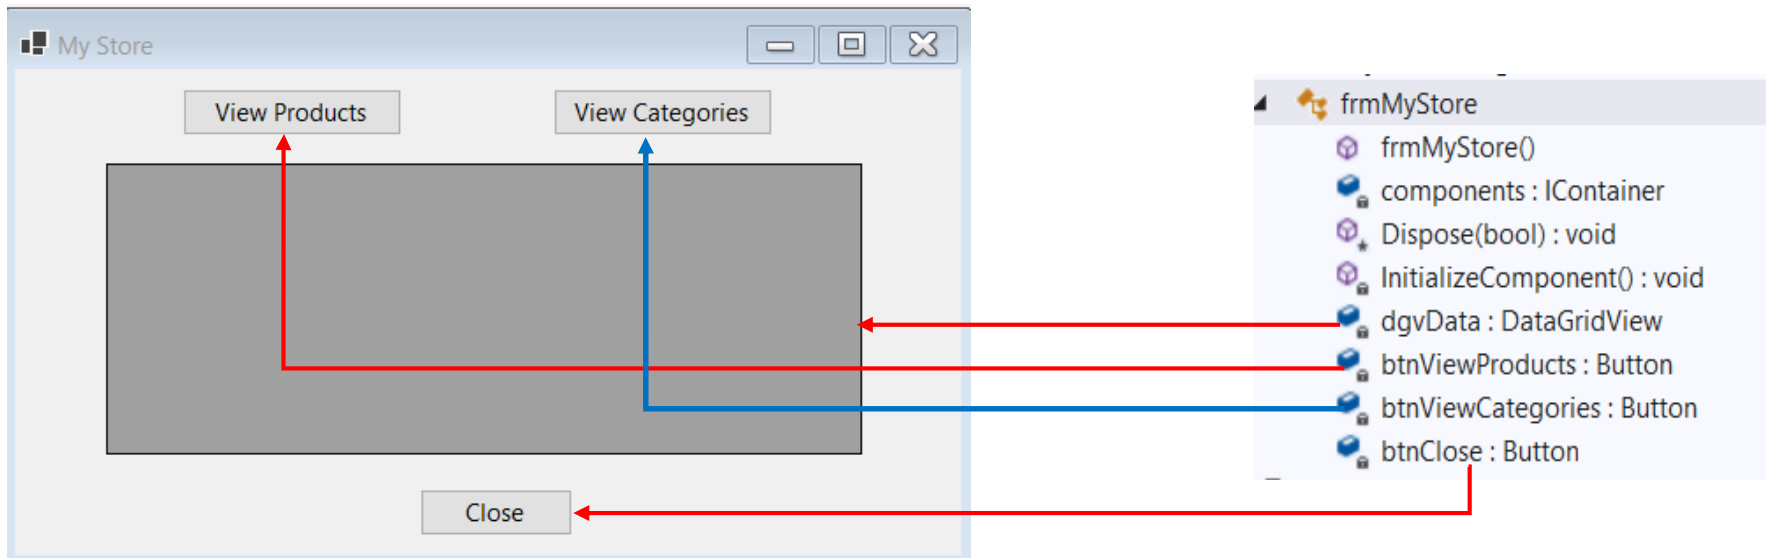 My Store
View Products
View Categories
Close
frmMyStore
frmMyStore()
components : IContainer
Dispose(bool) : void
InitializeComponent() : void
dgvData : DataGridView
btnViewProducts : Button
btnViewCategories : Button
btnClose : Button